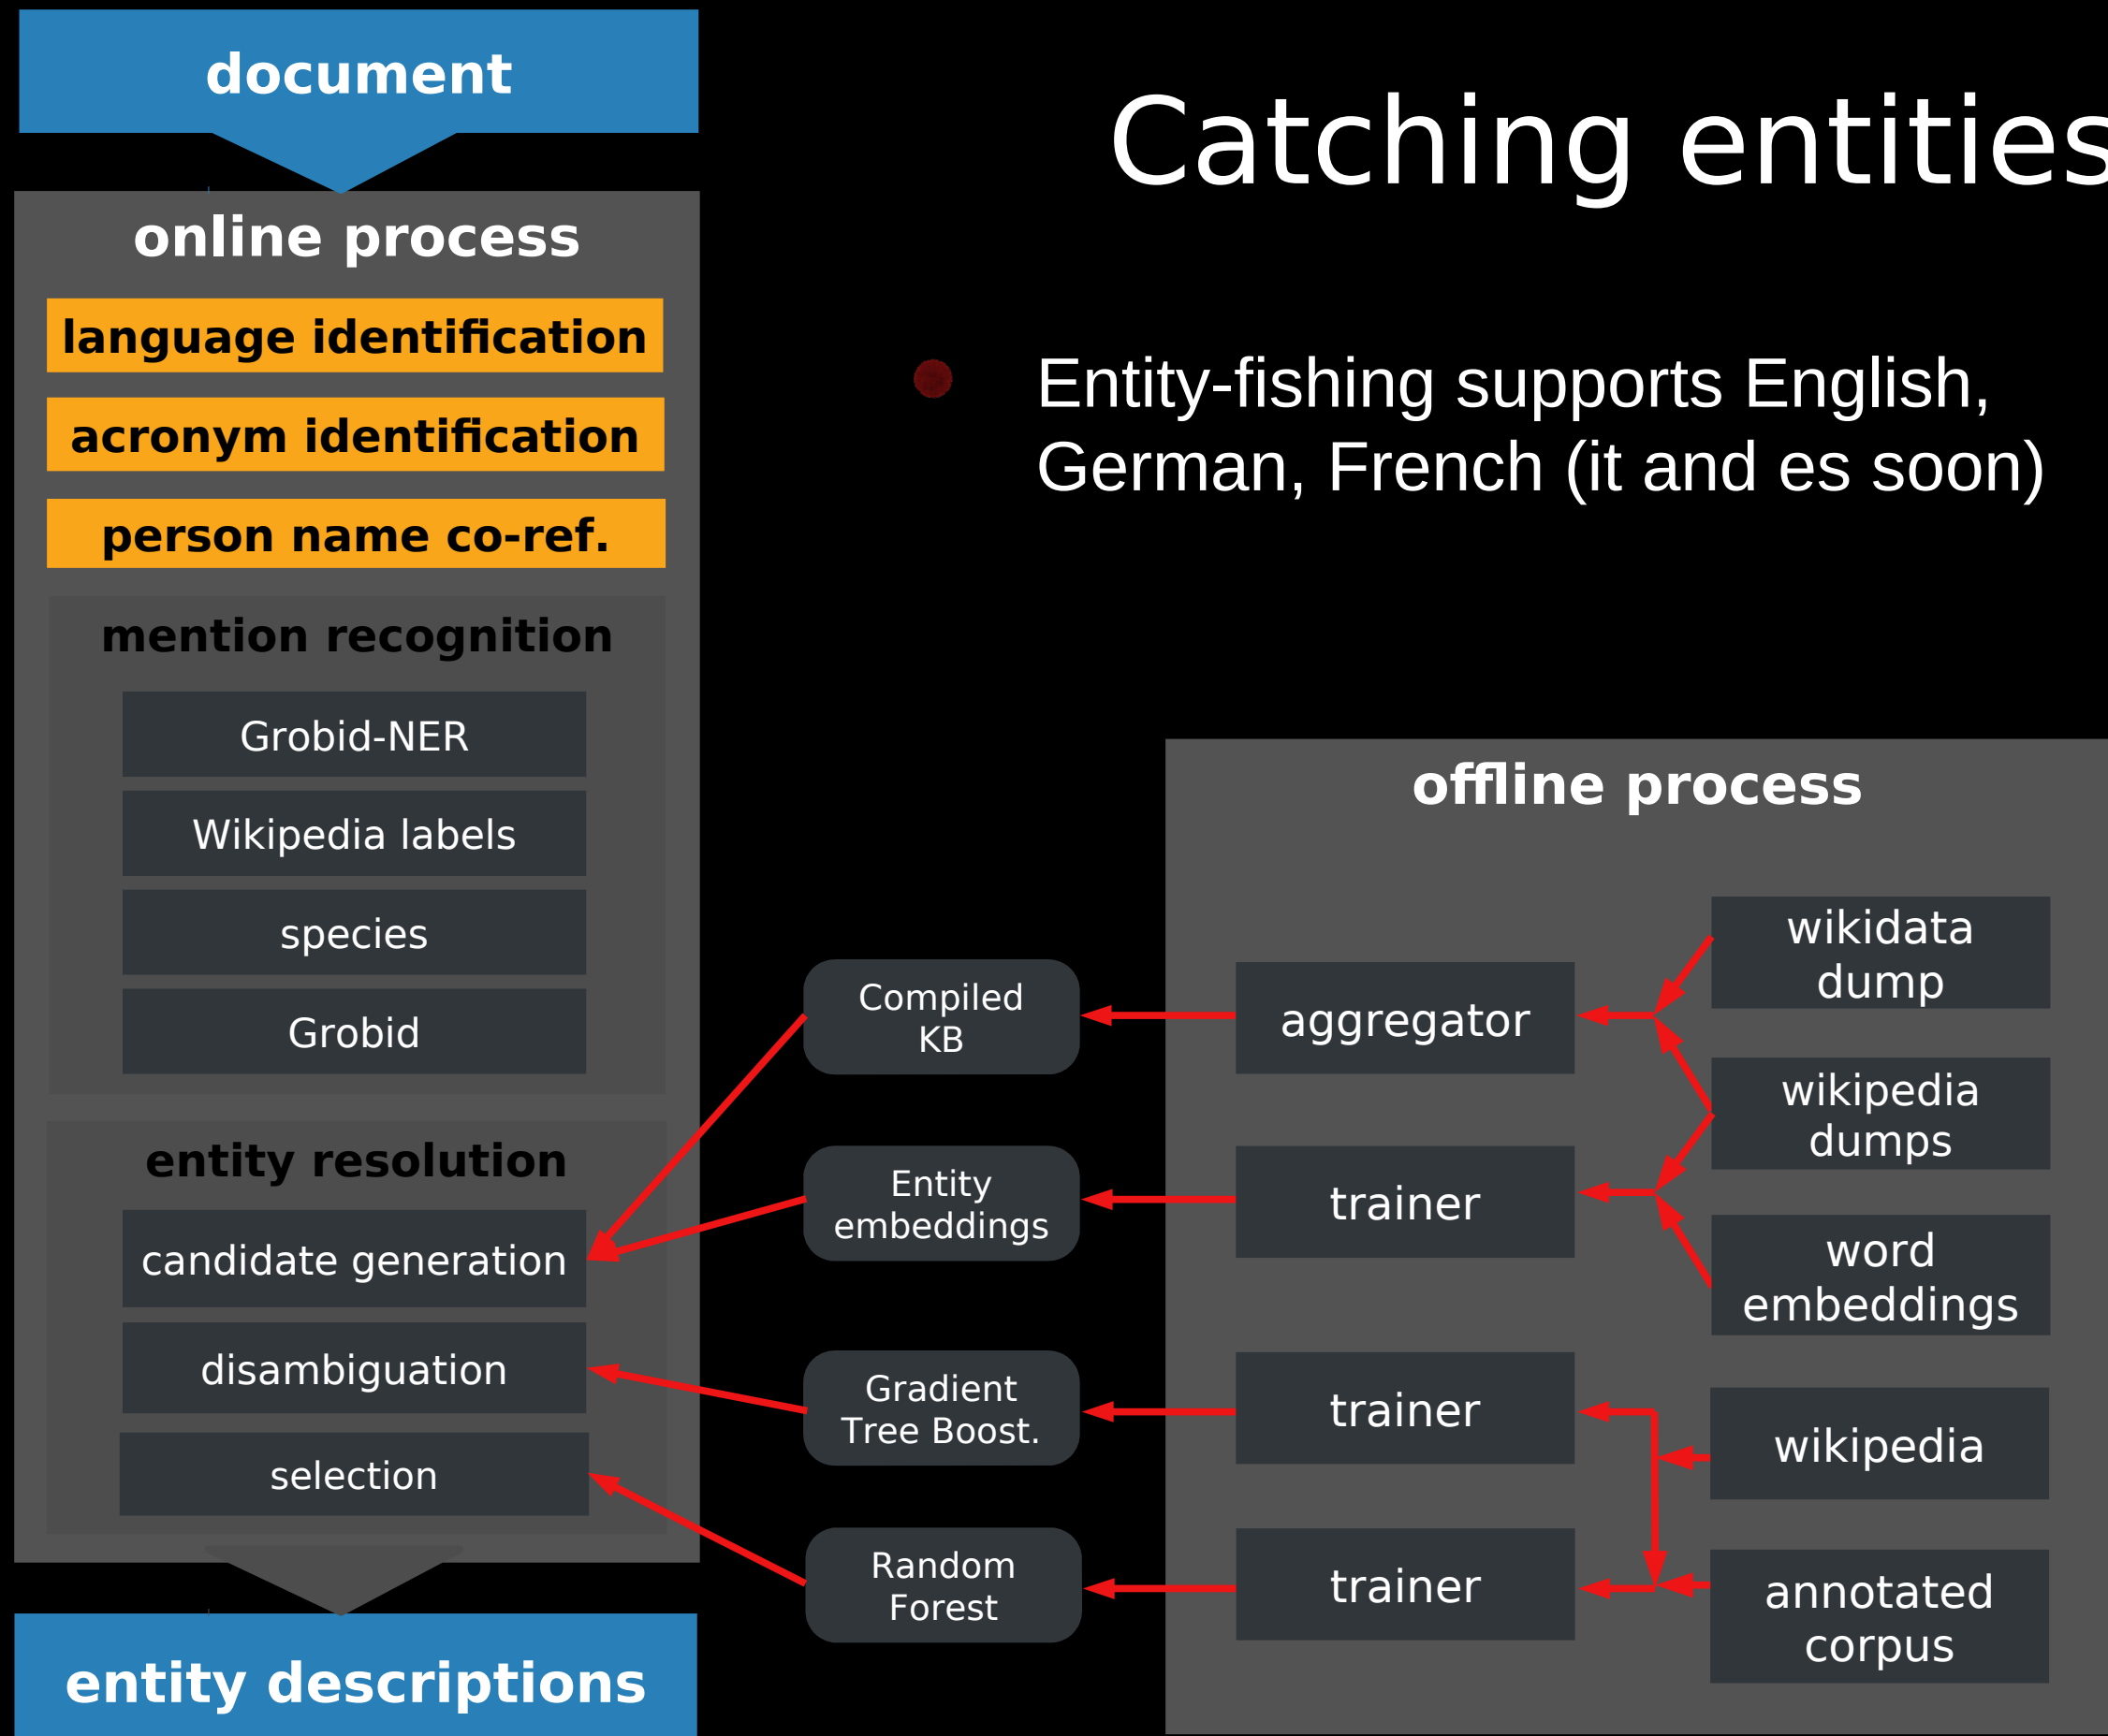 document
online process
language identification
acronym identification
person name co-ref.
mention recognition
Grobid-NER
Wikipedia labels
species
Grobid
entity resolution
candidate generation
disambiguation
selection
entity descriptions
Catching entities
Entity-fishing supports English,
German, French (it and es soon)
Compiled
KB
Entity
embeddings
Gradient
Tree Boost.
Random
Forest
offline process
aggregator
trainer
trainer
trainer
wikidata
dump
wikipedia
dumps
word
embeddings
wikipedia
annotated
corpus